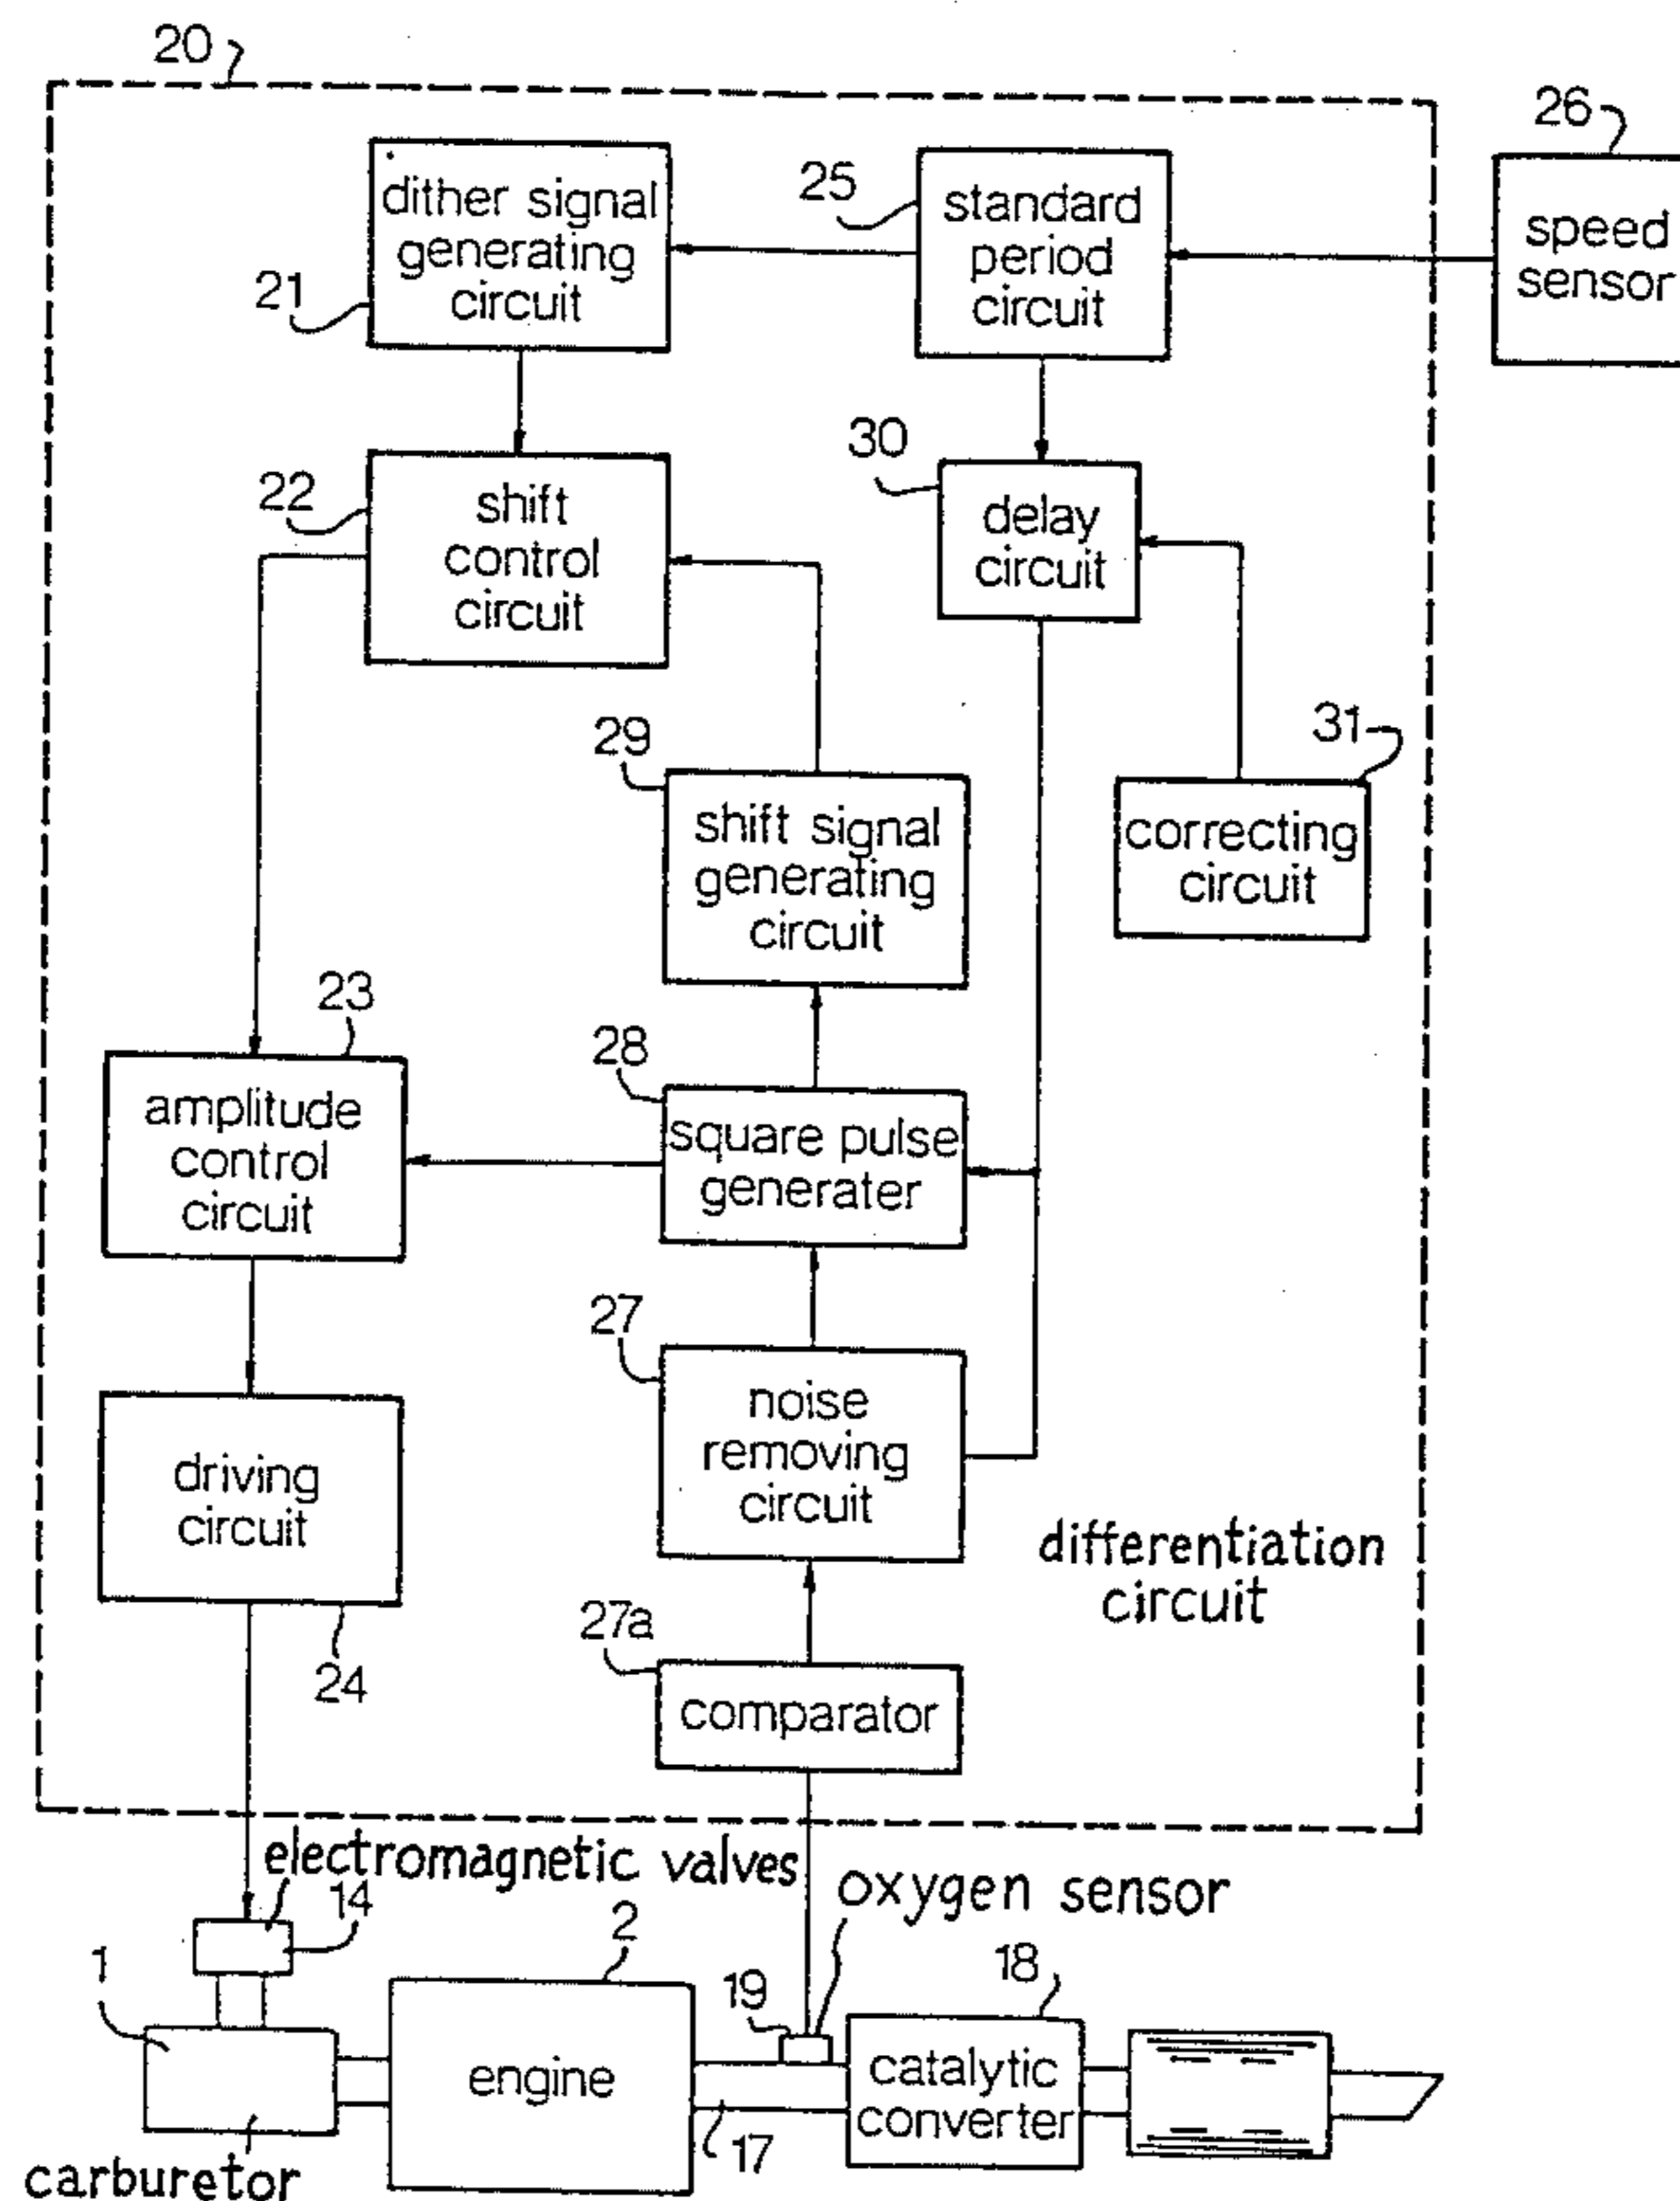 20
26
dither signal
generating
circuit
21
25
standard
period
circuit
speed
sensor
22
shift
control
circuit
30
delay
circuit
29
shift signal
generating
circuit
31
correcting
circuit
23
amplitude
control
circuit
28
square pulse
generater
27
noise
removing
circuit
driving
circuit
24
differentiation
circuit
27a
comparator
electromagnetic valves
14
oxygen sensor
1
2
19
18
engine
catalytic
converter
17
carburetor